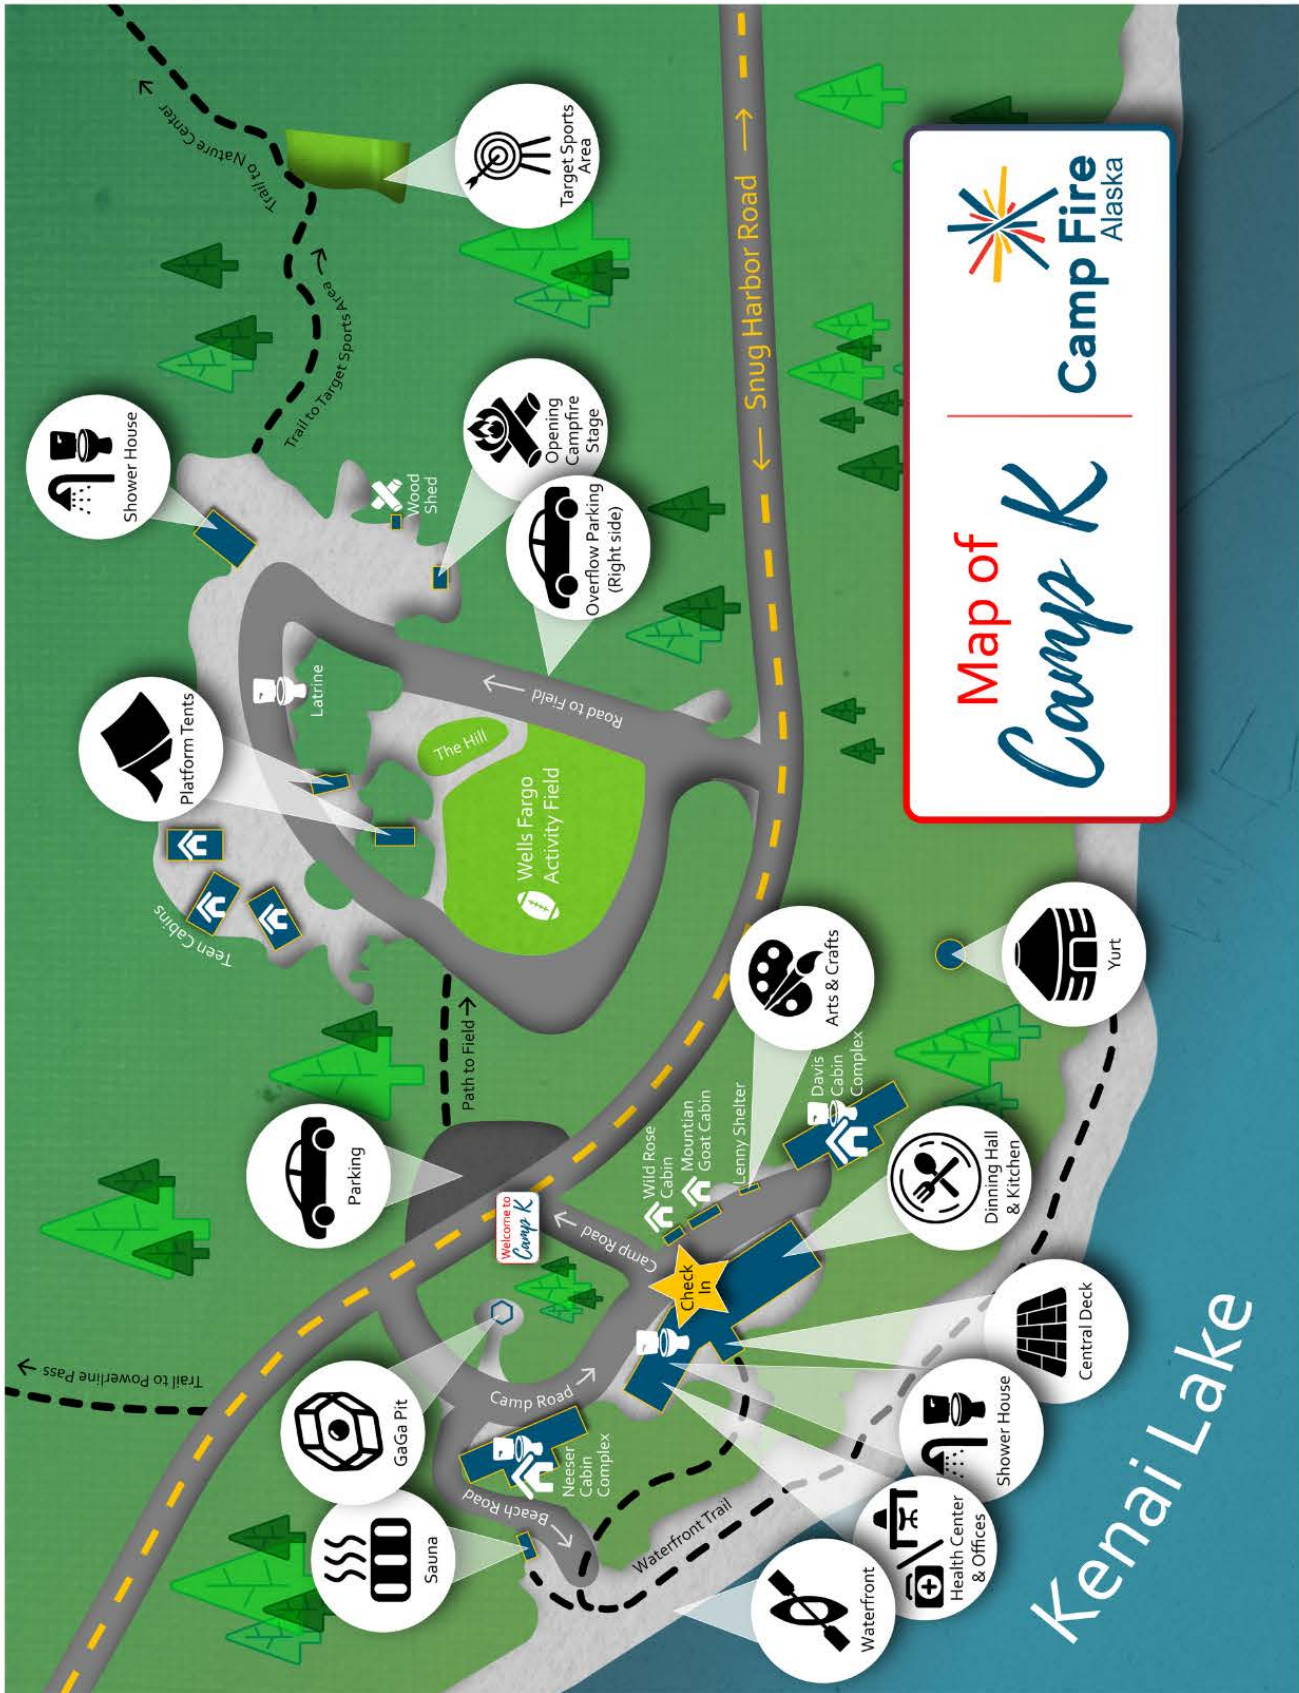 Trail to Powerline Pass
Trail to Nature Center
Target Sports
Area
Trail to Target Sports Area
Shower House
Wood
Shed
Opening
Campfire
Stage
Overflow Parking
(Right side)
Latrine
Platform Tents
Teen Cabins
The Hill
Road to Field
Wells Fargo
Activity Field
Path to Field
Parking
Snug Harbor Road
Welcome to
Camp K
GaGa Pit
Sauna
Camp Road
Camp Road
Beach Road
Neeser
Cabin
Complex
Check
In
Wild Rose
Cabin
Mountian
Goat Cabin
Lenny Shelter
Arts & Crafts
Davis
Cabin
Complex
Yurt
Dinning Hall
& Kitchen
Central Deck
Shower House
Health Center
& Offices
Waterfront
Waterfront Trail
Kenai Lake
Map of
Camp K
Camp Fire
Alaska